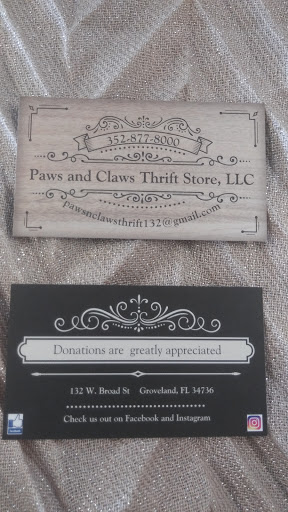 352-877-8000
Paws and Claws Thrift Store, LLC
pawsnclawsthrift132@gmail.com
Donations are greatly appreciated
132 W. Broad St Groveland, FL 34736
Check us out on Facebook and Instagram